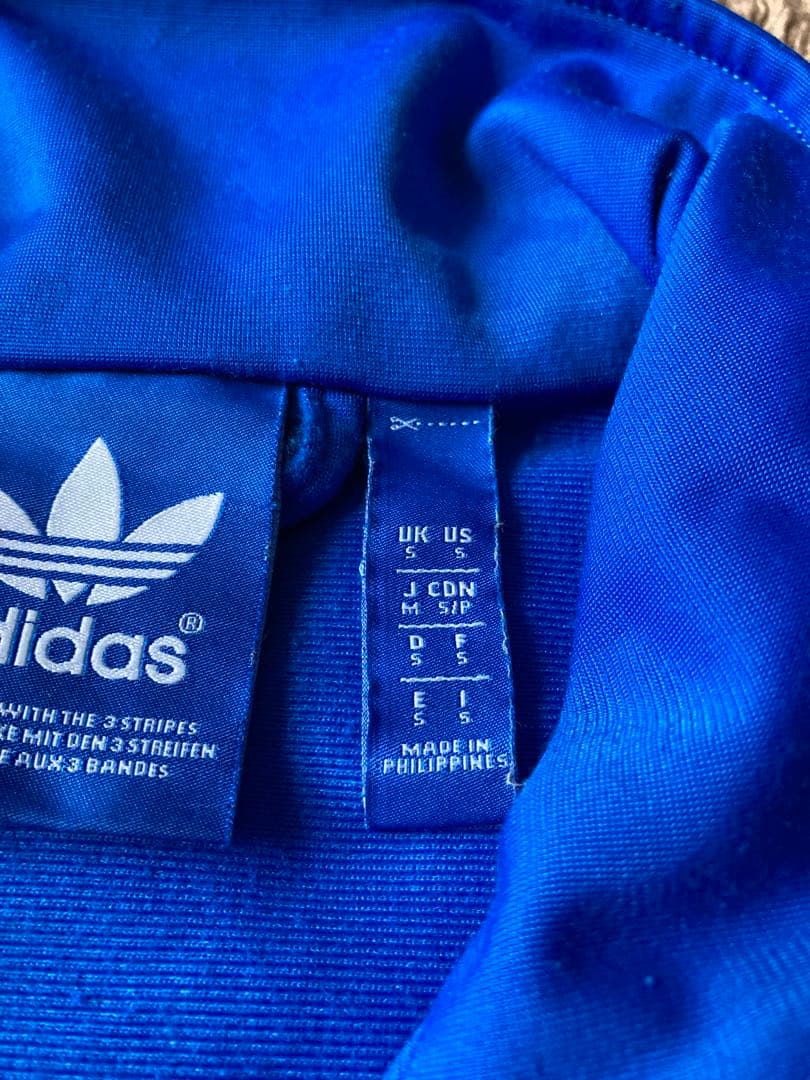 didas®
WITH THE 3 STRIPES
KE MIT DEN 3 STREIFEN
E AUX 3 BANDES
UK US
S S
J CDN
M S/P
D F
S S
E I
S S
MADE IN
PHILIPPINES